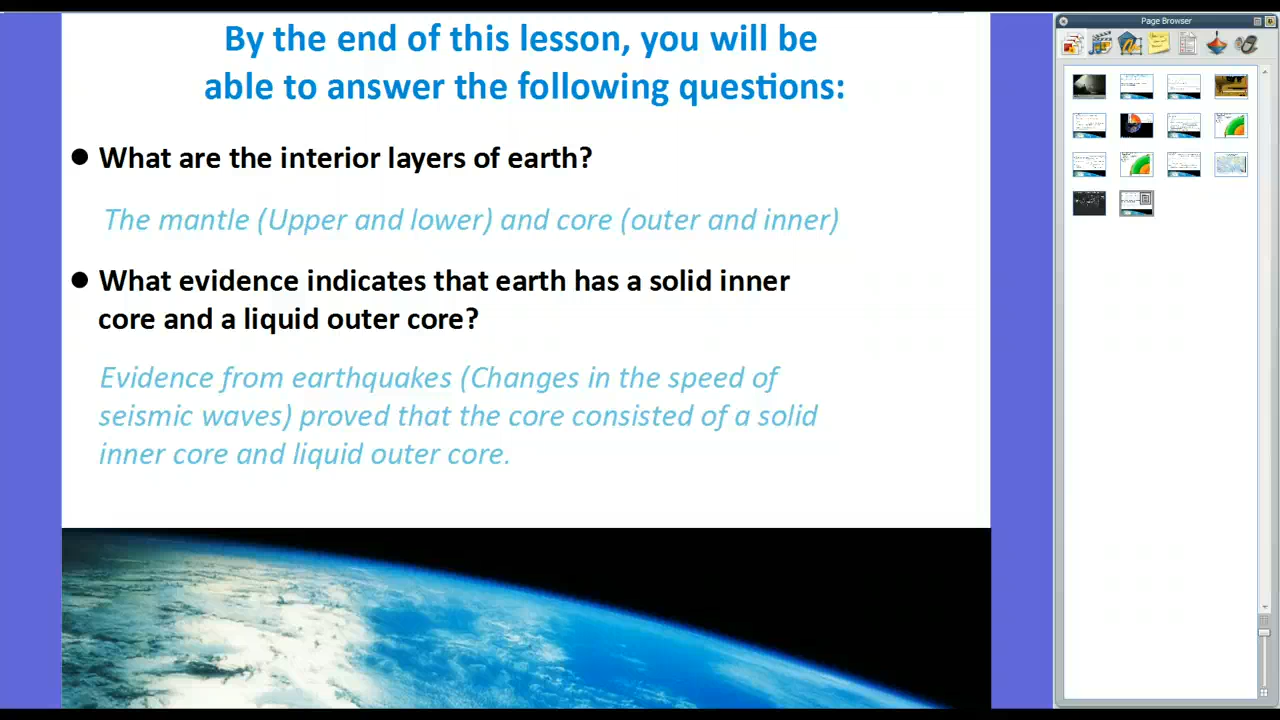 By the end of this lesson, you will be
able to answer the following questions:
● What are the interior layers of earth?
The mantle (Upper and lower) and core (outer and inner)
● What evidence indicates that earth has a solid inner
core and a liquid outer core?
Evidence from earthquakes (Changes in the speed of
seismic waves) proved that the core consisted of a solid
inner core and liquid outer core.
Page Browser